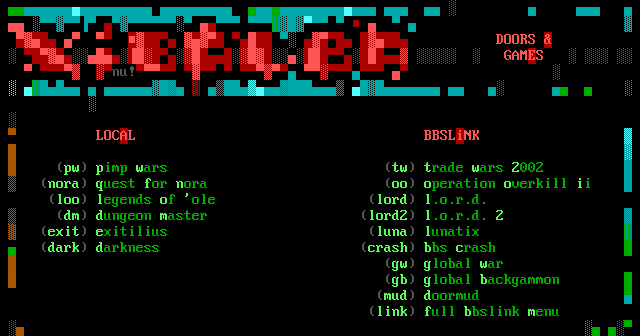 DOORS &
GAMES
nu!
LOCAL
BBSLiNK
(pw) pimp wars
(nora) quest for nora
(loo) legends of 'ole
(dm) dungeon master
(exit) exitilius
(dark) darkness
(tw) trade wars 2002
(oo) operation overkill ii
(lord) l.o.r.d.
(lord2) l.o.r.d. 2
(luna) lunatix
(crash) bbs crash
(gw) global war
(gb) global backgammon
(mud) doormud
(link) full bbslink menu